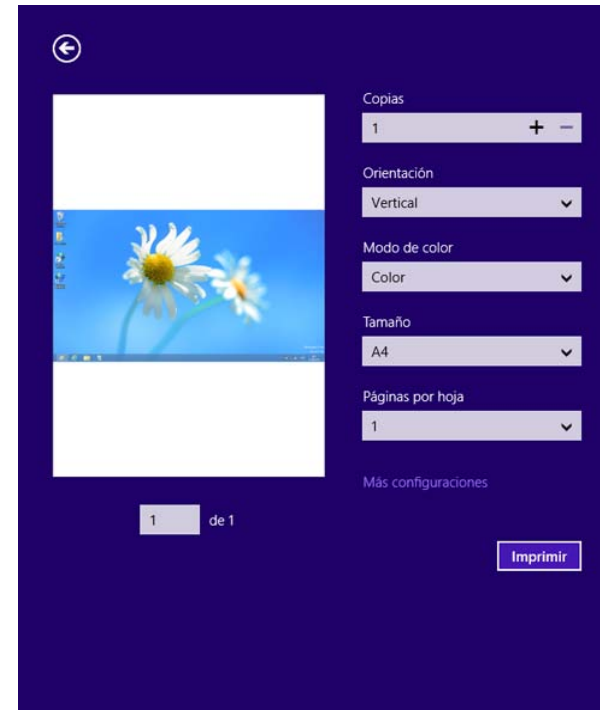 Copias
1
Orientación
Vertical
Modo de color
Color
Tamaño
A4
Páginas por hoja
1
Más configuraciones
1 de 1
Imprimir